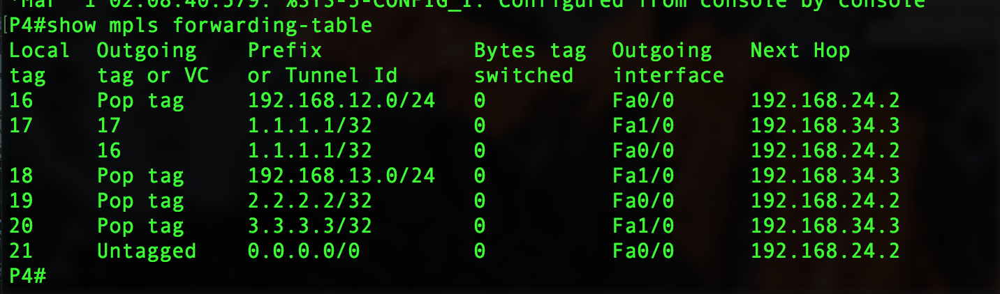 *Mar  1 02:08:40.579: %SYS-5-CONFIG_I: Configured from console by console
P4#show mpls forwarding-table
Local  Outgoing    Prefix            Bytes tag  Outgoing   Next Hop
tag    tag or VC   or Tunnel Id      switched   interface
16     Pop tag     192.168.12.0/24   0          Fa0/0      192.168.24.2
17     17          1.1.1.1/32        0          Fa1/0      192.168.34.3
       16          1.1.1.1/32        0          Fa0/0      192.168.24.2
18     Pop tag     192.168.13.0/24   0          Fa1/0      192.168.34.3
19     Pop tag     2.2.2.2/32        0          Fa0/0      192.168.24.2
20     Pop tag     3.3.3.3/32        0          Fa1/0      192.168.34.3
21     Untagged    0.0.0.0/0         0          Fa0/0      192.168.24.2
P4#